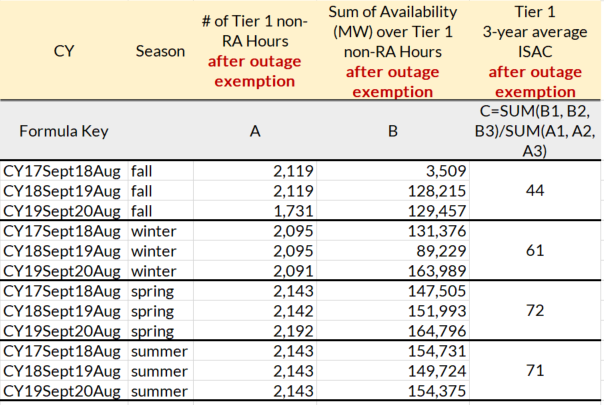 CY Season # of Tier 1 non-RA Hours after outage exemption Sum of Availability (MW) over Tier 1 non-RA Hours after outage exemption Tier 1 3-year average ISAC after outage exemption
Formula Key A B C=SUM(B1, B2, B3)/SUM(A1, A2, A3)
CY17Sept18Aug fall 2,119 3,509
CY18Sept19Aug fall 2,119 128,215 44
CY19Sept20Aug fall 1,731 129,457
CY17Sept18Aug winter 2,095 131,376
CY18Sept19Aug winter 2,095 89,229 61
CY19Sept20Aug winter 2,091 163,989
CY17Sept18Aug spring 2,143 147,505
CY18Sept19Aug spring 2,142 151,993 72
CY19Sept20Aug spring 2,192 164,796
CY17Sept18Aug summer 2,143 154,731
CY18Sept19Aug summer 2,143 149,724 71
CY19Sept20Aug summer 2,143 154,375